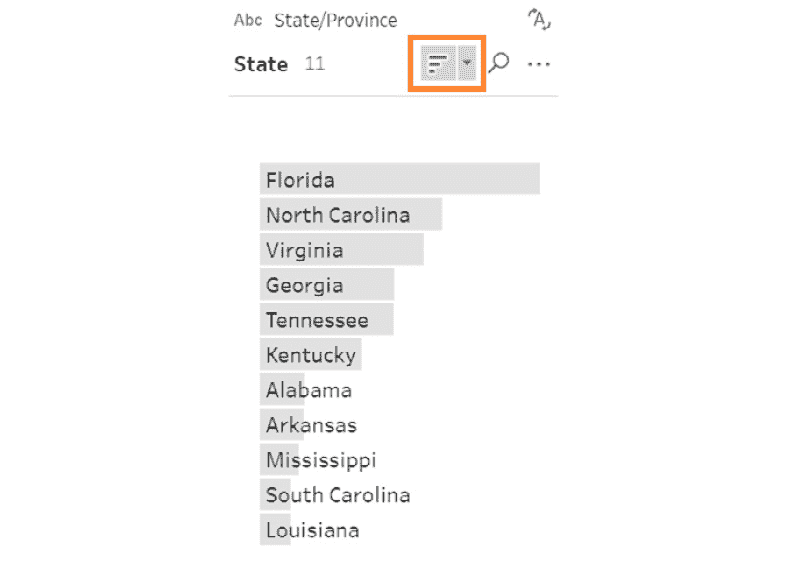 Abc State/Province
State 11
Florida
North Carolina
Virginia
Georgia
Tennessee
Kentucky
Alabama
Arkansas
Mississippi
South Carolina
Louisiana